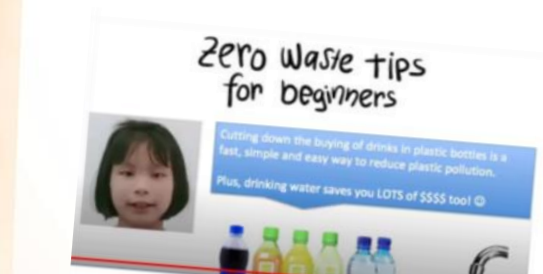 Zero Waste tips
for beginners
Cutting down the buying of drinks in plastic bottles is a
fast, simple and easy way to reduce plastic pollution.
Plus, drinking water saves you LOTS of $$$$ too! ☺